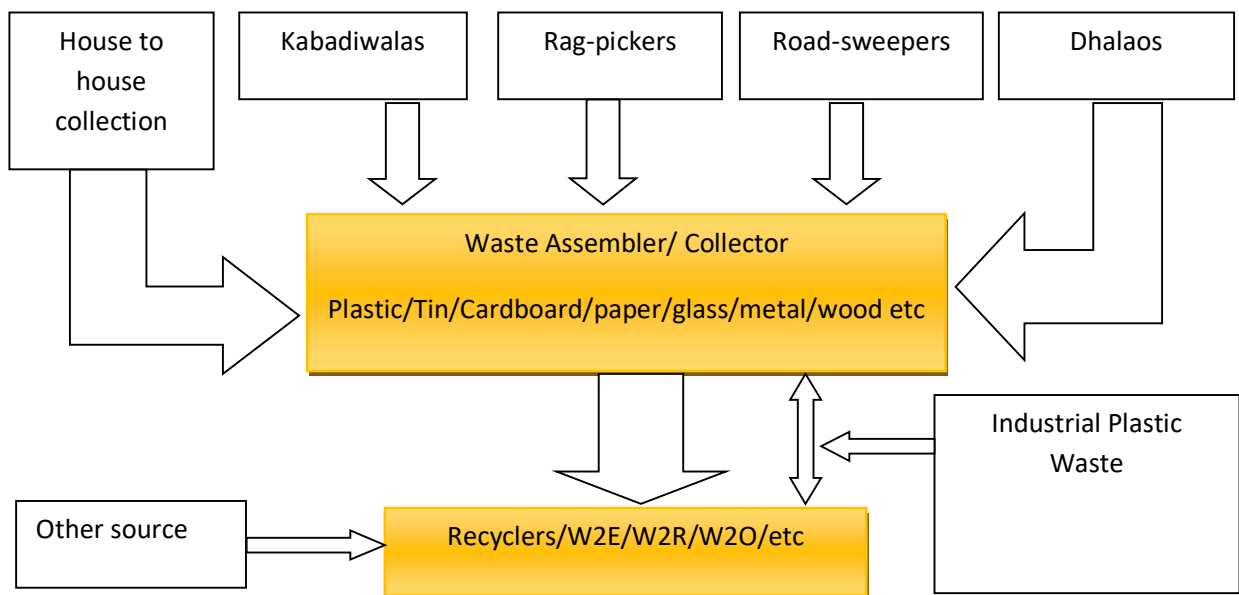 House to
house
collection
Kabadiwalas
Rag-pickers
Road-sweepers
Dhalaos
Waste Assembler/ Collector
Plastic/Tin/Cardboard/paper/glass/metal/wood etc
Industrial Plastic
Waste
Other source
Recyclers/W2E/W2R/W2O/etc